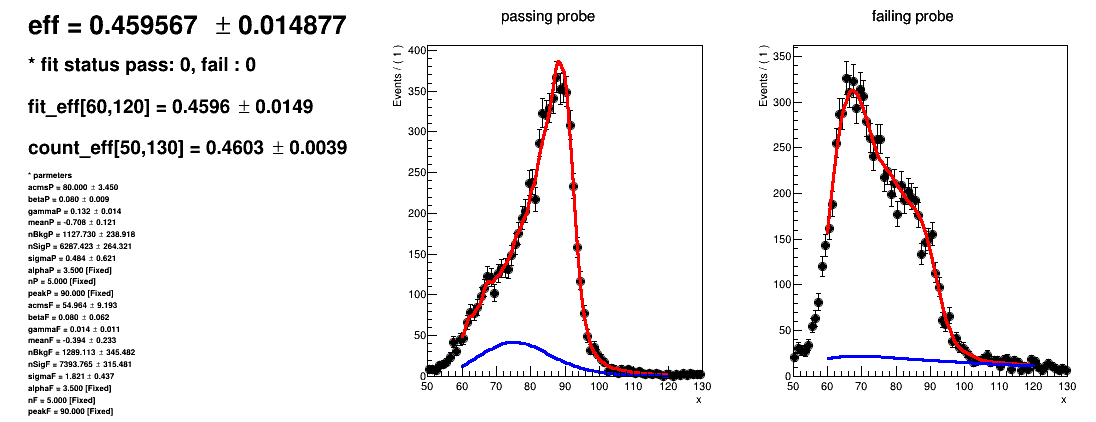 eff = 0.459567 ± 0.014877
* fit status pass: 0, fail : 0
fit_eff[60,120] = 0.4596 ± 0.0149
count_eff[50,130] = 0.4603 ± 0.0039
* parmeters
acmsP = 80.000 ± 3.450
betaP = 0.080 ± 0.009
gammaP = 0.132 ± 0.014
meanP = -0.708 ± 0.121
nBkgP = 1127.730 ± 238.918
nSigP = 6287.423 ± 264.321
sigmaP = 0.484 ± 0.621
alphaP = 3.500 [Fixed]
nP = 5.000 [Fixed]
peakP = 90.000 [Fixed]
acmsF = 54.964 ± 9.193
betaF = 0.080 ± 0.062
gammaF = 0.014 ± 0.011
meanF = -0.394 ± 0.233
nBkgF = 1289.113 ± 345.482
nSigF = 7393.765 ± 315.481
sigmaF = 1.821 ± 0.437
alphaF = 3.500 [Fixed]
nF = 5.000 [Fixed]
peakF = 90.000 [Fixed]
passing probe
Events / ( 1 )
400
350
300
250
200
150
100
50
0
50 60 70 80 90 100 110 120 130
x
failing probe
Events / ( 1 )
350
300
250
200
150
100
50
0
50 60 70 80 90 100 110 120 130
x